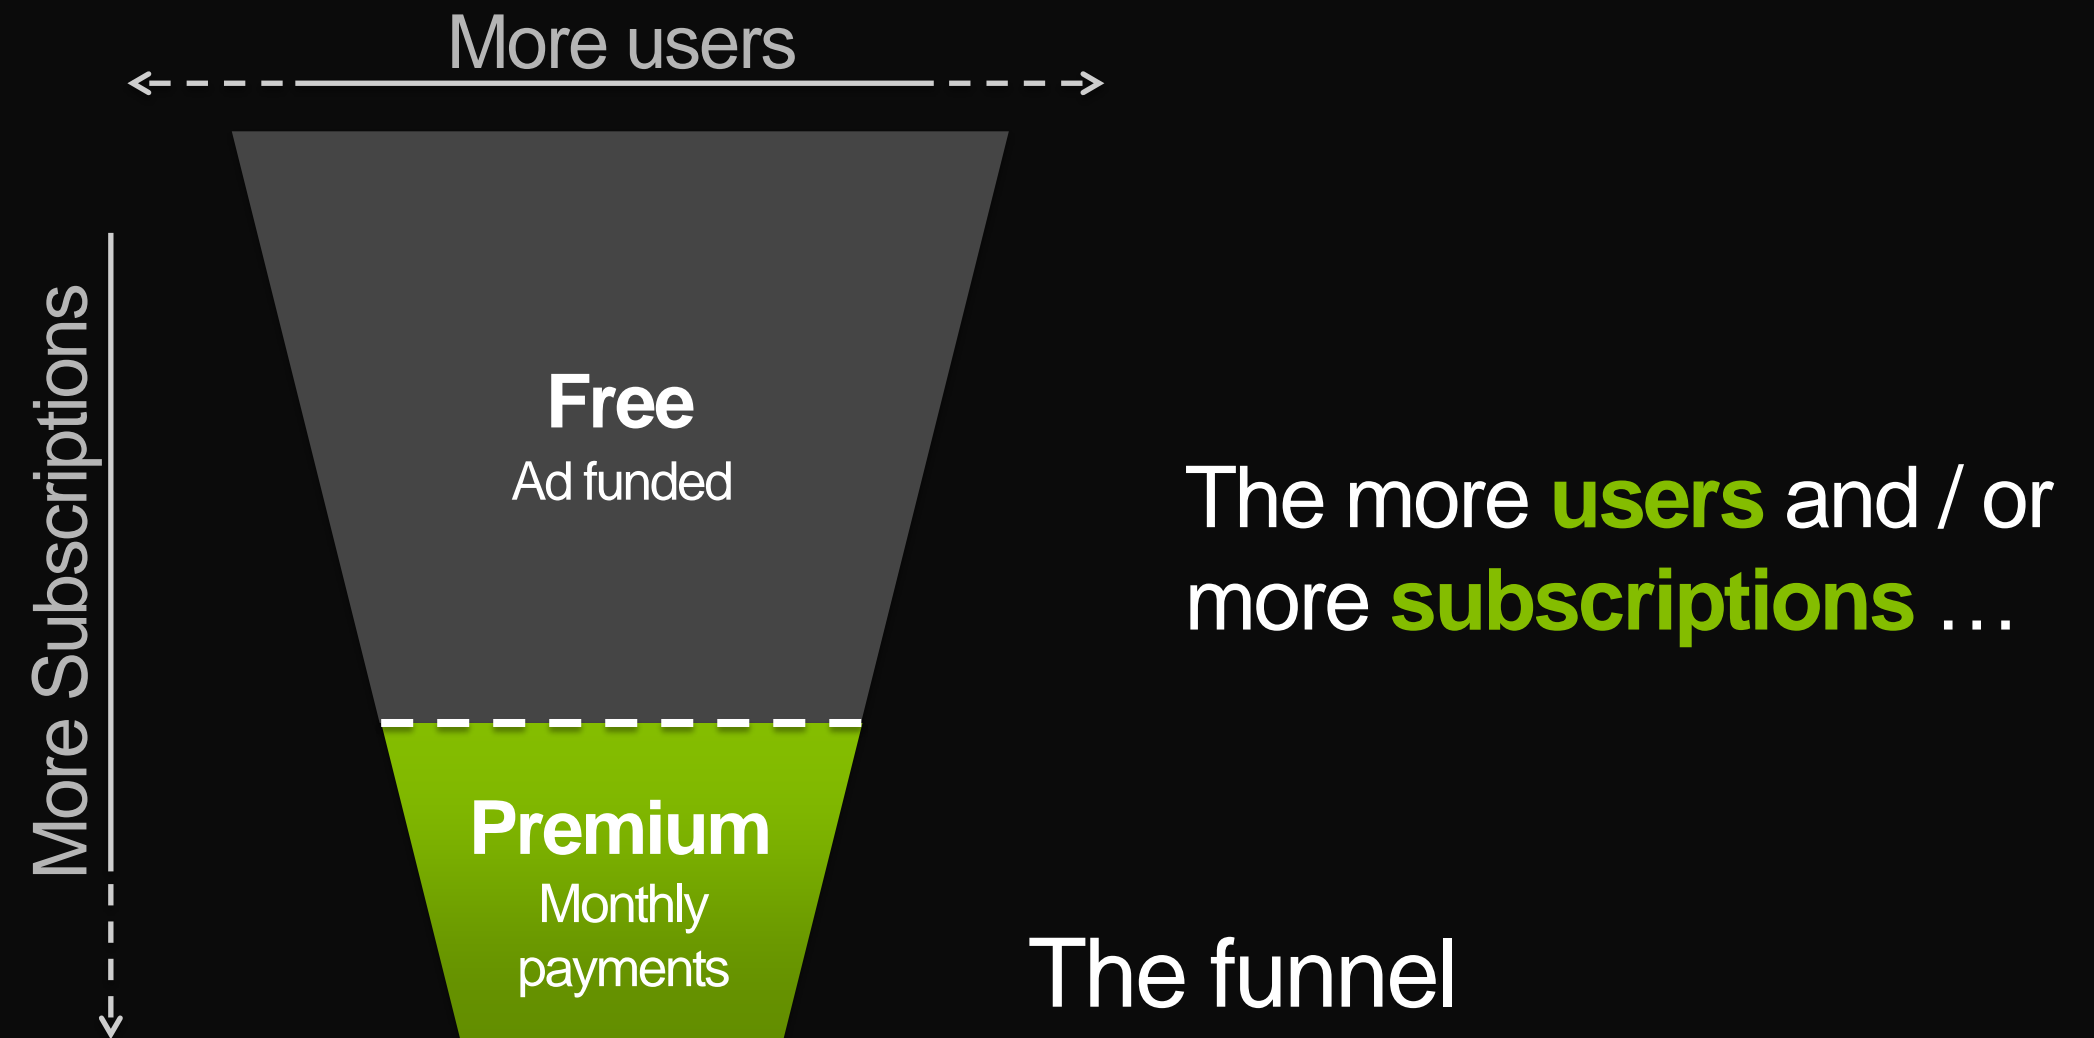 More users
More Subscriptions
Free
Ad funded
Premium
Monthly
payments
The more users and / or
more subscriptions …
The funnel